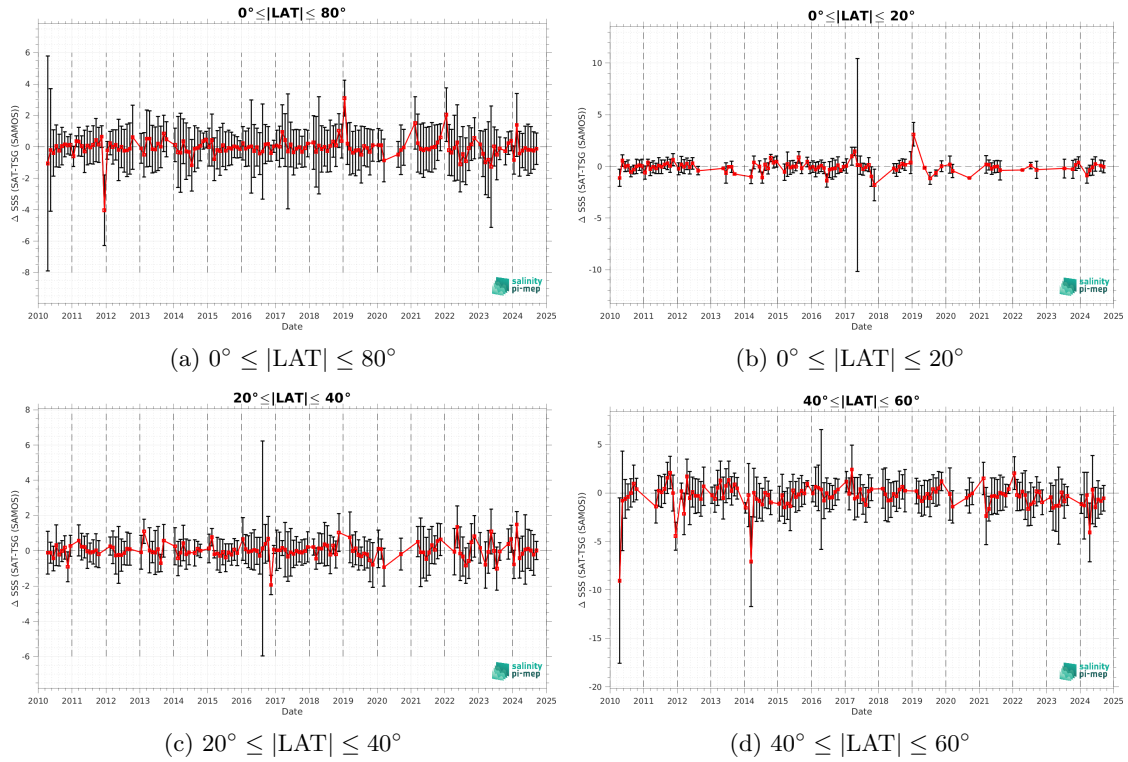 0°≤|LAT|≤ 80°
Δ SSS (SAT-TSG (SAMOS))
6
4
2
0
-2
-4
-6
-8
2010 2011 2012 2013 2014 2015 2016 2017 2018 2019 2020 2021 2022 2023 2024 2025
Date
salinity
pi-mep
(a) 0° ≤ |LAT| ≤ 80°
0°≤|LAT|≤ 20°
Δ SSS (SAT-TSG (SAMOS))
10
5
0
-5
-10
2010 2011 2012 2013 2014 2015 2016 2017 2018 2019 2020 2021 2022 2023 2024 2025
Date
salinity
pi-mep
(b) 0° ≤ |LAT| ≤ 20°
20°≤|LAT|≤ 40°
Δ SSS (SAT-TSG (SAMOS))
8
6
4
2
0
-2
-4
-6
2010 2011 2012 2013 2014 2015 2016 2017 2018 2019 2020 2021 2022 2023 2024 2025
Date
salinity
pi-mep
(c) 20° ≤ |LAT| ≤ 40°
40°≤|LAT|≤ 60°
Δ SSS (SAT-TSG (SAMOS))
5
0
-5
-10
-15
-20
2010 2011 2012 2013 2014 2015 2016 2017 2018 2019 2020 2021 2022 2023 2024 2025
Date
salinity
pi-mep
(d) 40° ≤ |LAT| ≤ 60°